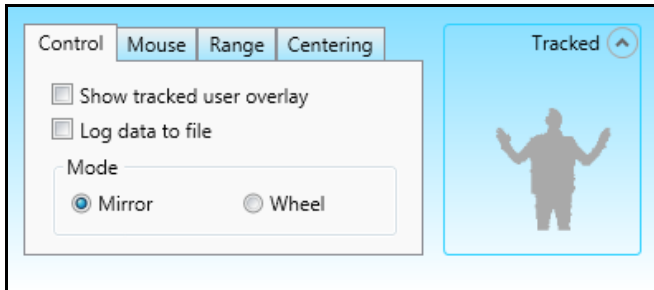 Control Mouse Range Centering Tracked
Show tracked user overlay
Log data to file
Mode
Mirror Wheel